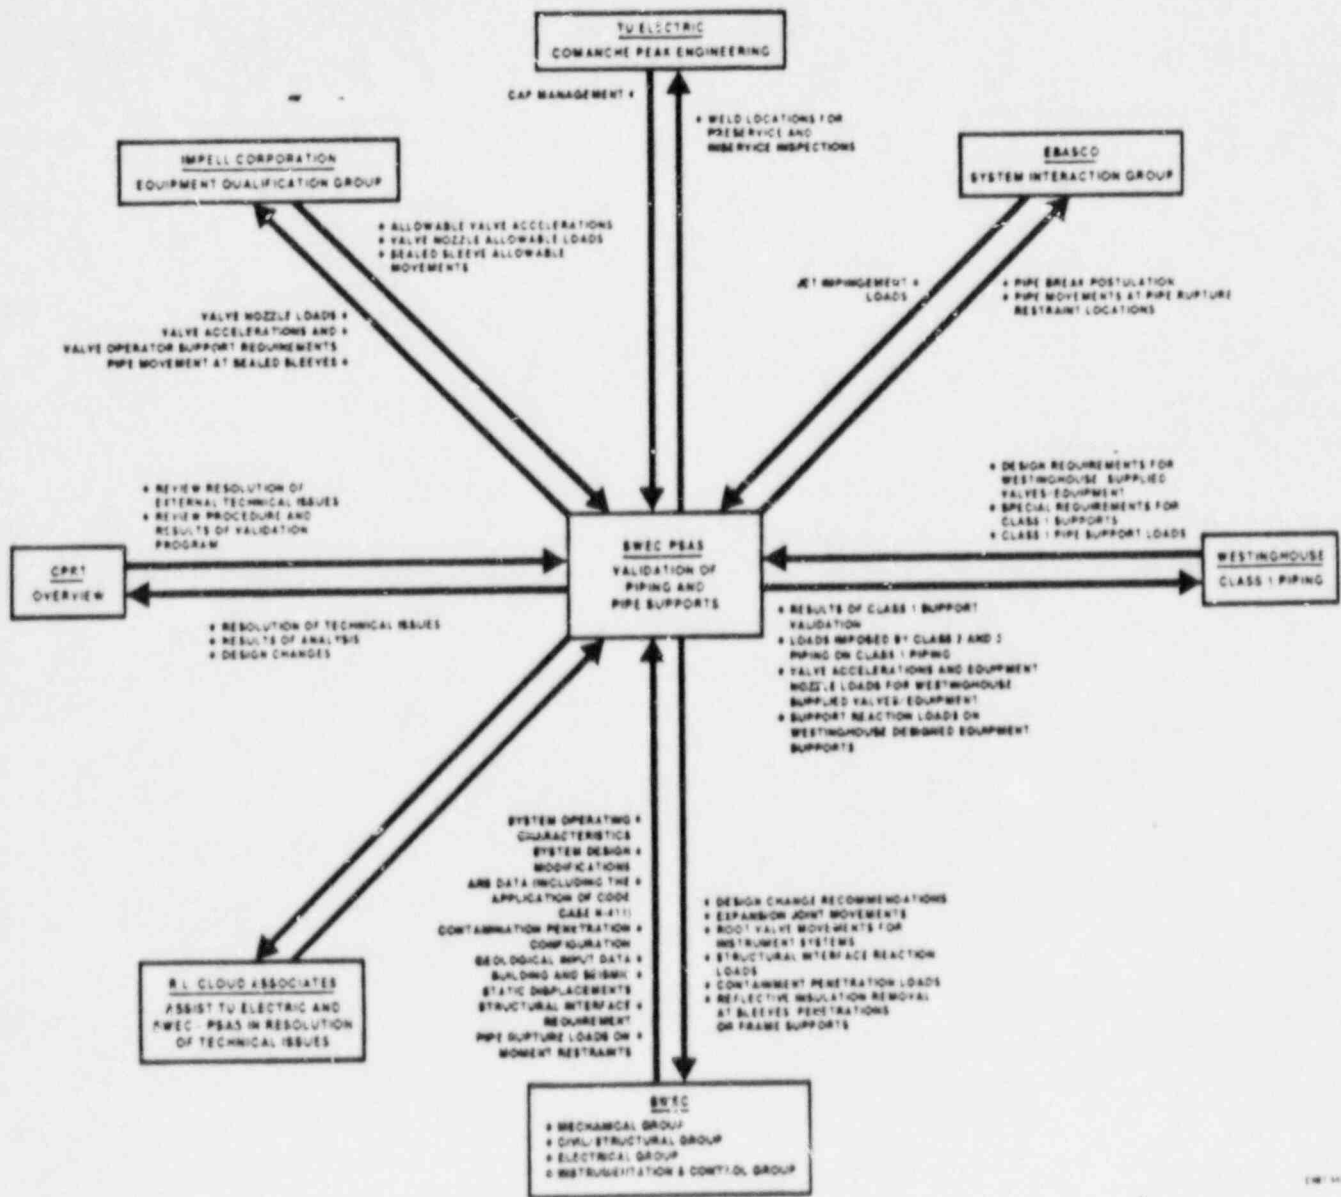 TU ELECTRIC
COMANCHE PEAK ENGINEERING
CAP MANAGEMENT *
* WELD LOCATIONS FOR
PRESERVICE AND
INSERVICE INSPECTIONS
IMPELL CORPORATION
EQUIPMENT QUALIFICATION GROUP
EBASCO
SYSTEM INTERACTION GROUP
* ALLOWABLE VALVE ACCELERATIONS
* VALVE NOZZLE ALLOWABLE LOADS
* SEALED SLEEVE ALLOWABLE
MOVEMENTS
JET IMPINGEMENT *
LOADS
* PIPE BREAK POSTULATION
* PIPE MOVEMENTS AT PIPE RUPTURE
RESTRAINT LOCATIONS
VALVE NOZZLE LOADS *
VALVE ACCELERATIONS AND *
VALVE OPERATOR SUPPORT REQUIREMENTS
PIPE MOVEMENT AT SEALED SLEEVES *
* REVIEW RESOLUTION OF
EXTERNAL TECHNICAL ISSUES
* REVIEW PROCEDURE AND
RESULTS OF VALIDATION
PROGRAM
* DESIGN REQUIREMENTS FOR
WESTINGHOUSE SUPPLIED
VALVES/EQUIPMENT
* SPECIAL REQUIREMENTS FOR
CLASS 1 SUPPORTS
* CLASS 1 PIPE SUPPORT LOADS
CPRT
OVERVIEW
SWEC PSAS
VALIDATION OF
PIPING AND
PIPE SUPPORTS
WESTINGHOUSE
CLASS 1 PIPING
* RESOLUTION OF TECHNICAL ISSUES
* RESULTS OF ANALYSIS
* DESIGN CHANGES
* RESULTS OF CLASS 1 SUPPORT
VALIDATION
* LOADS IMPOSED BY CLASS 2 AND 3
PIPING ON CLASS 1 PIPING
* VALVE ACCELERATIONS AND EQUIPMENT
NOZZLE LOADS FOR WESTINGHOUSE
SUPPLIED VALVES/EQUIPMENT
* SUPPORT REACTION LOADS ON
WESTINGHOUSE DESIGNED EQUIPMENT
SUPPORTS
SYSTEM OPERATING *
CHARACTERISTICS
SYSTEM DESIGN *
MODIFICATIONS
ARS DATA (INCLUDING THE *
APPLICATION OF CODE
CASE N-411)
CONTAMINATION PENETRATION *
CONFIGURATION
GEOLOGICAL INPUT DATA *
BUILDING AND SEISMIC *
STATIC DISPLACEMENTS
STRUCTURAL INTERFACE *
REQUIREMENT
PIPE RUPTURE LOADS ON *
MOMENT RESTRAINTS
* DESIGN CHANGE RECOMMENDATIONS
* EXPANSION JOINT MOVEMENTS
* ROOT VALVE MOVEMENTS FOR
INSTRUMENT SYSTEMS
* STRUCTURAL INTERFACE REACTION
LOADS
* CONTAINMENT PENETRATION LOADS
* REFLECTIVE INSULATION REMOVAL
AT SLEEVES, PENETRATIONS
OR FRAME SUPPORTS
R.L. CLOUD ASSOCIATES
ASSIST TU ELECTRIC AND
SWEC - PSAS IN RESOLUTION
OF TECHNICAL ISSUES
SWEC
* MECHANICAL GROUP
* CIVIL/STRUCTURAL GROUP
* ELECTRICAL GROUP
* INSTRUMENTATION & CONTROL GROUP